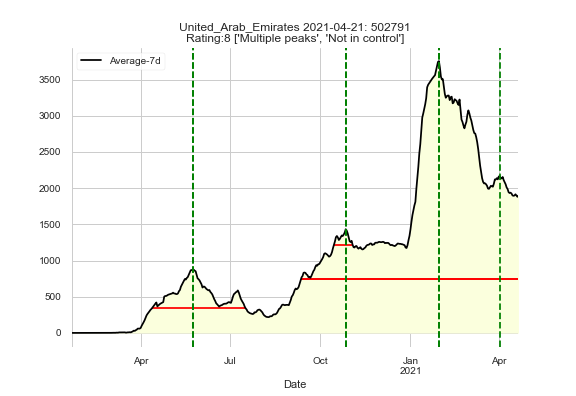 United_Arab_Emirates 2021-04-21: 502791
Rating:8 ['Multiple peaks', 'Not in control']
Average-7d
3500
3000
2500
2000
1500
1000
500
0
Apr Jul Oct Jan Apr
2021
Date